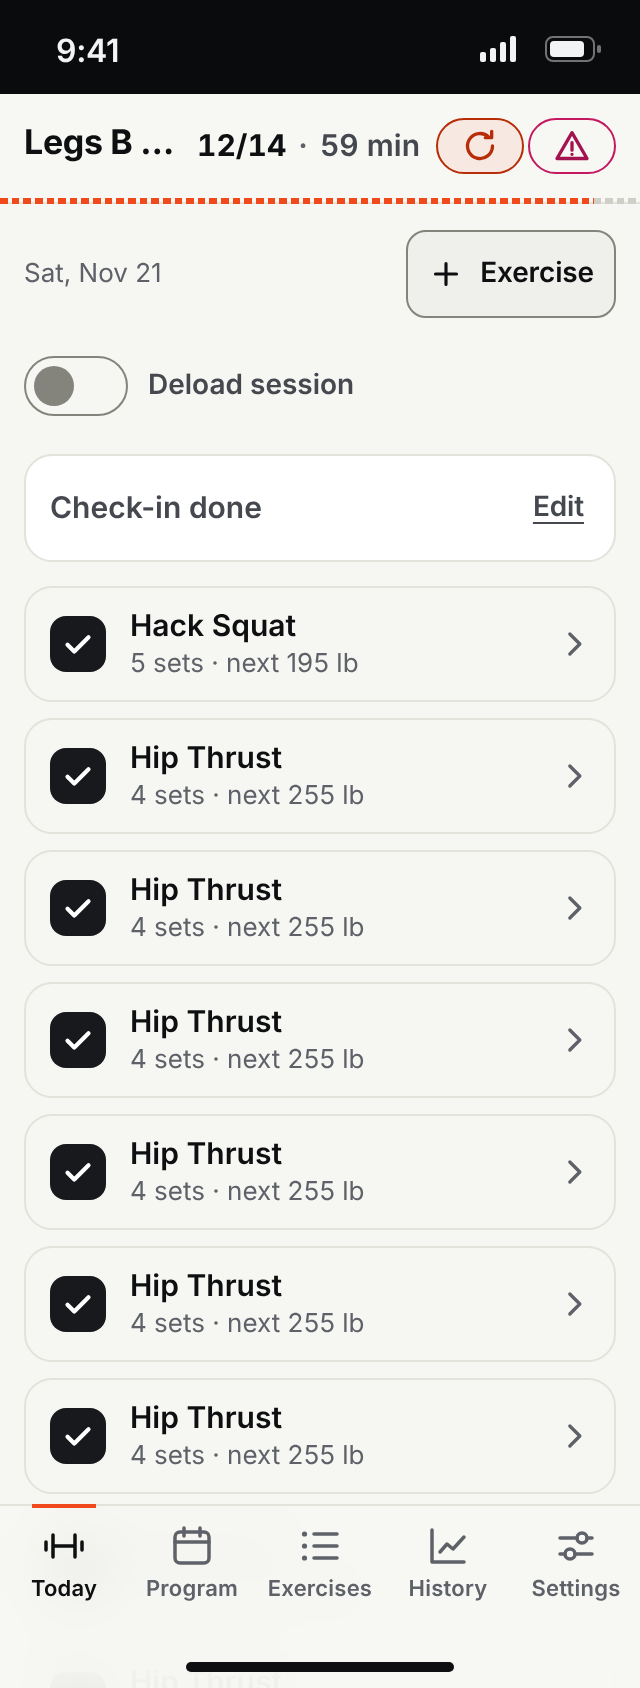 9:41
Legs B ... 12/14 · 59 min
Sat, Nov 21
+ Exercise
Deload session
Check-in done Edit
Hack Squat
5 sets · next 195 lb
Hip Thrust
4 sets · next 255 lb
Hip Thrust
4 sets · next 255 lb
Hip Thrust
4 sets · next 255 lb
Hip Thrust
4 sets · next 255 lb
Hip Thrust
4 sets · next 255 lb
Hip Thrust
4 sets · next 255 lb
Today Program Exercises History Settings
Hip Thrust